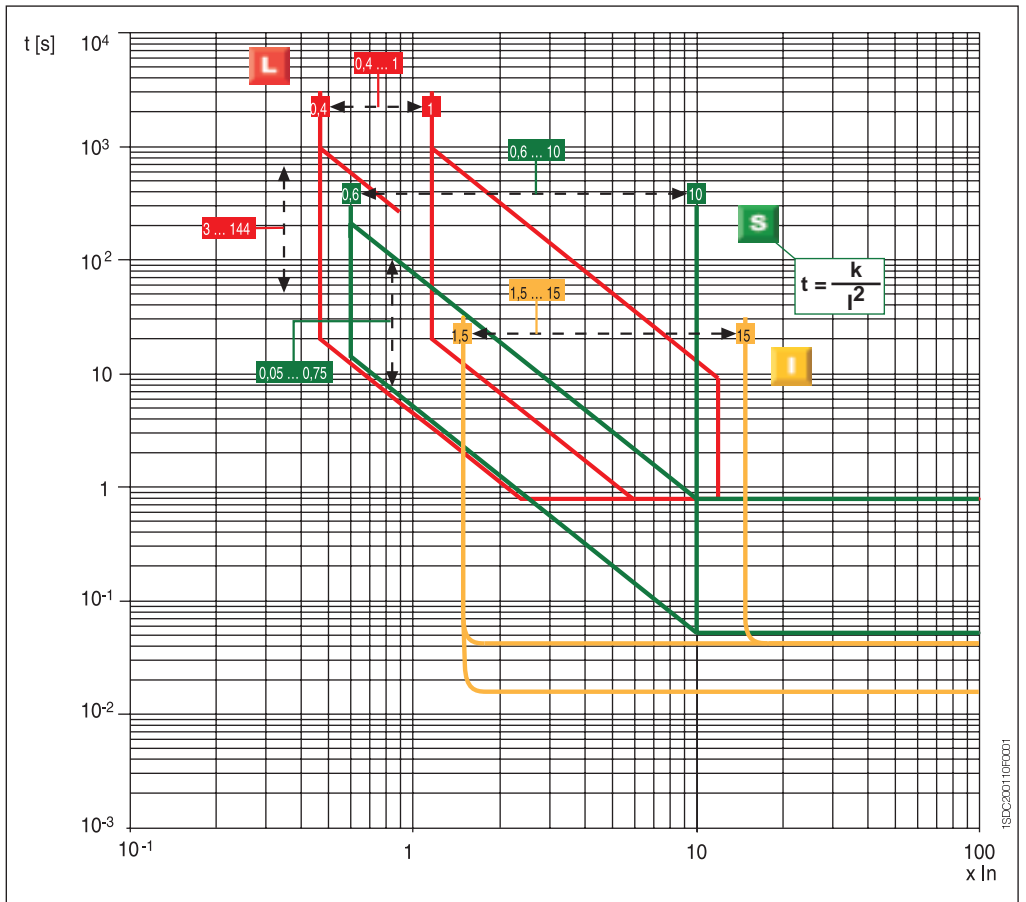 t [s]
10⁴
L
0,4 ... 1
0,4
1
10³
0,6 ... 10
0,6
10
S
3 ... 144
10²
t = k / I²
1,5 ... 15
1,5
15
I
10
0,05 ... 0,75
1
10⁻¹
10⁻²
10⁻³
10⁻¹
1
10
100
x In
1SDC200110F0001